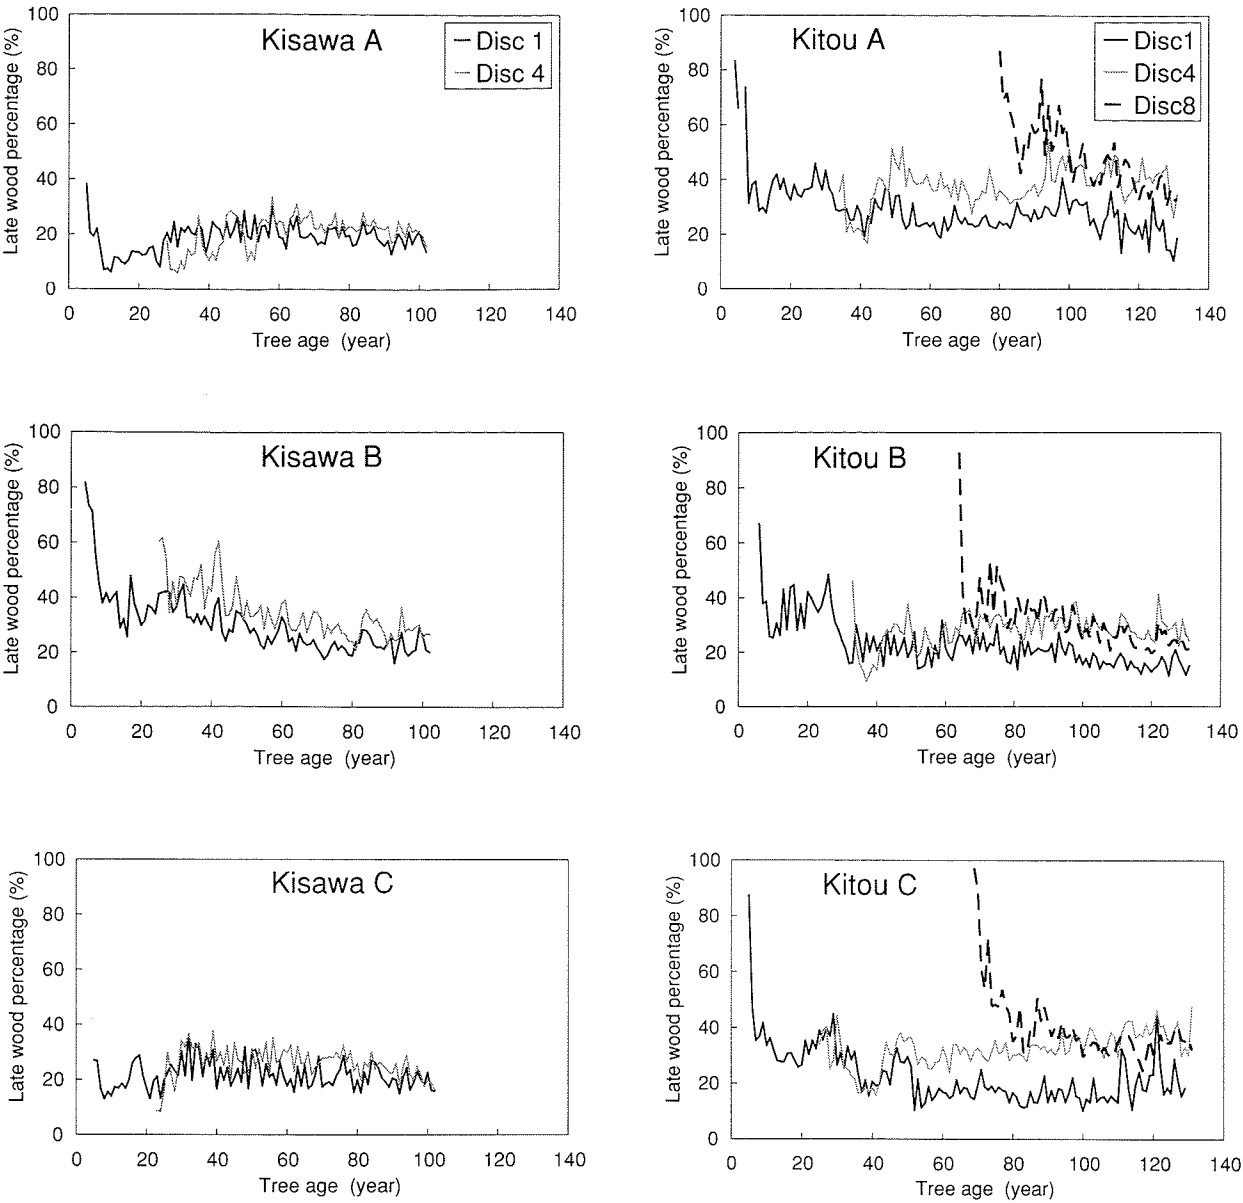 Kisawa A
Disc 1
Disc 4
Late wood percentage (%)
100
80
60
40
20
0
0 20 40 60 80 100 120 140
Tree age (year)
Kitou A
Disc1
Disc4
Disc8
Late wood percentage (%)
100
80
60
40
20
0
0 20 40 60 80 100 120 140
Tree age (year)
Kisawa B
Late wood percentage (%)
100
80
60
40
20
0
0 20 40 60 80 100 120 140
Tree age (year)
Kitou B
Late wood percentage (%)
100
80
60
40
20
0
0 20 40 60 80 100 120 140
Tree age (year)
Kisawa C
Late wood percentage (%)
100
80
60
40
20
0
0 20 40 60 80 100 120 140
Tree age (year)
Kitou C
Late wood percentage (%)
100
80
60
40
20
0
0 20 40 60 80 100 120 140
Tree age (year)